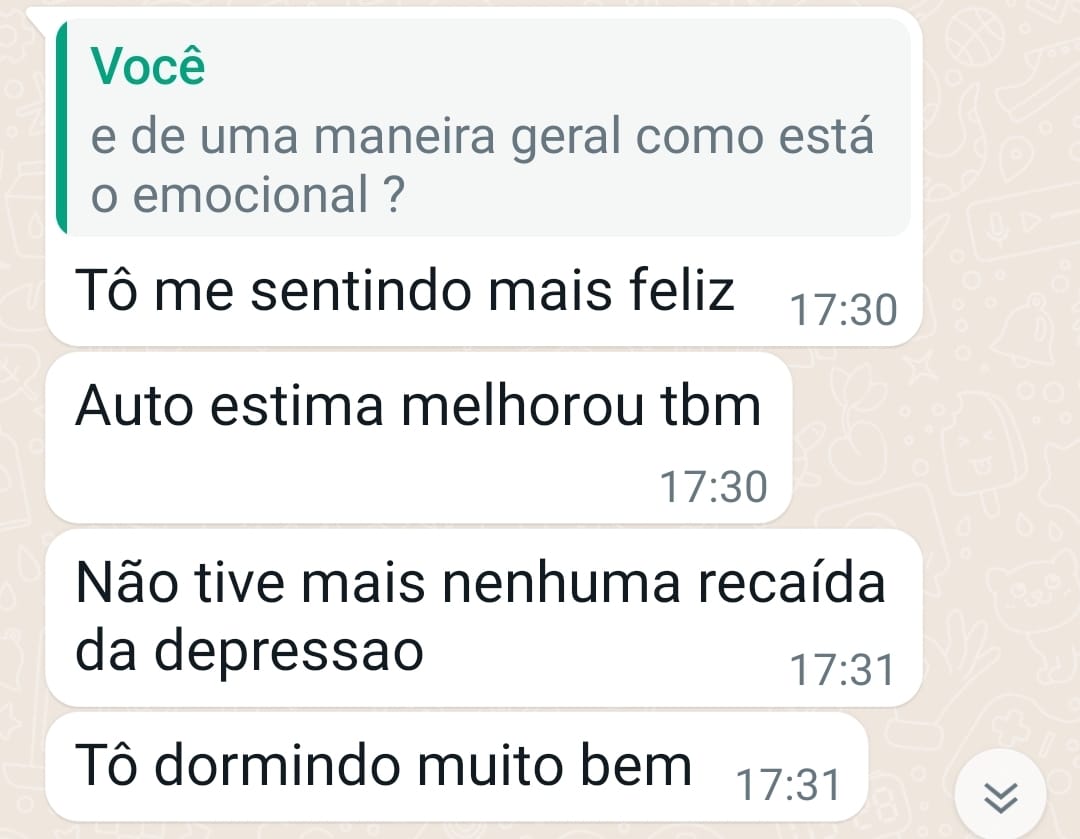 Você
e de uma maneira geral como está
o emocional ?
Tô me sentindo mais feliz
17:30
Auto estima melhorou tbm
17:30
Não tive mais nenhuma recaída
da depressao
17:31
Tô dormindo muito bem
17:31